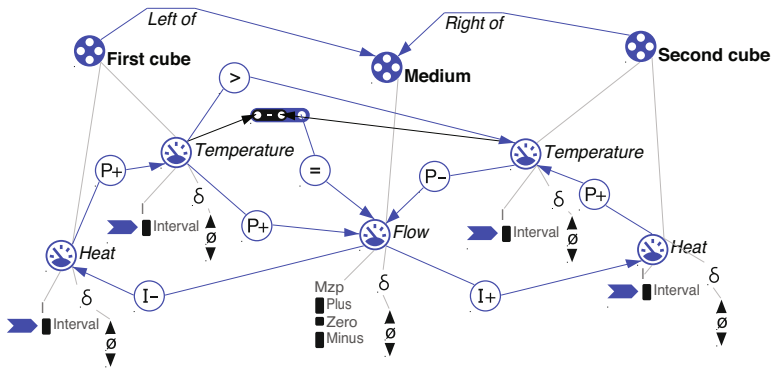 Left of
Right of
First cube
Medium
Second cube
>
-
Temperature
Temperature
=
P+
P-
P+
δ
δ
Interval
ø
P+
Flow
Interval
ø
Heat
Heat
I-
I+
δ
Mzp
δ
δ
Plus
Zero
Minus
Interval
ø
ø
Interval
ø